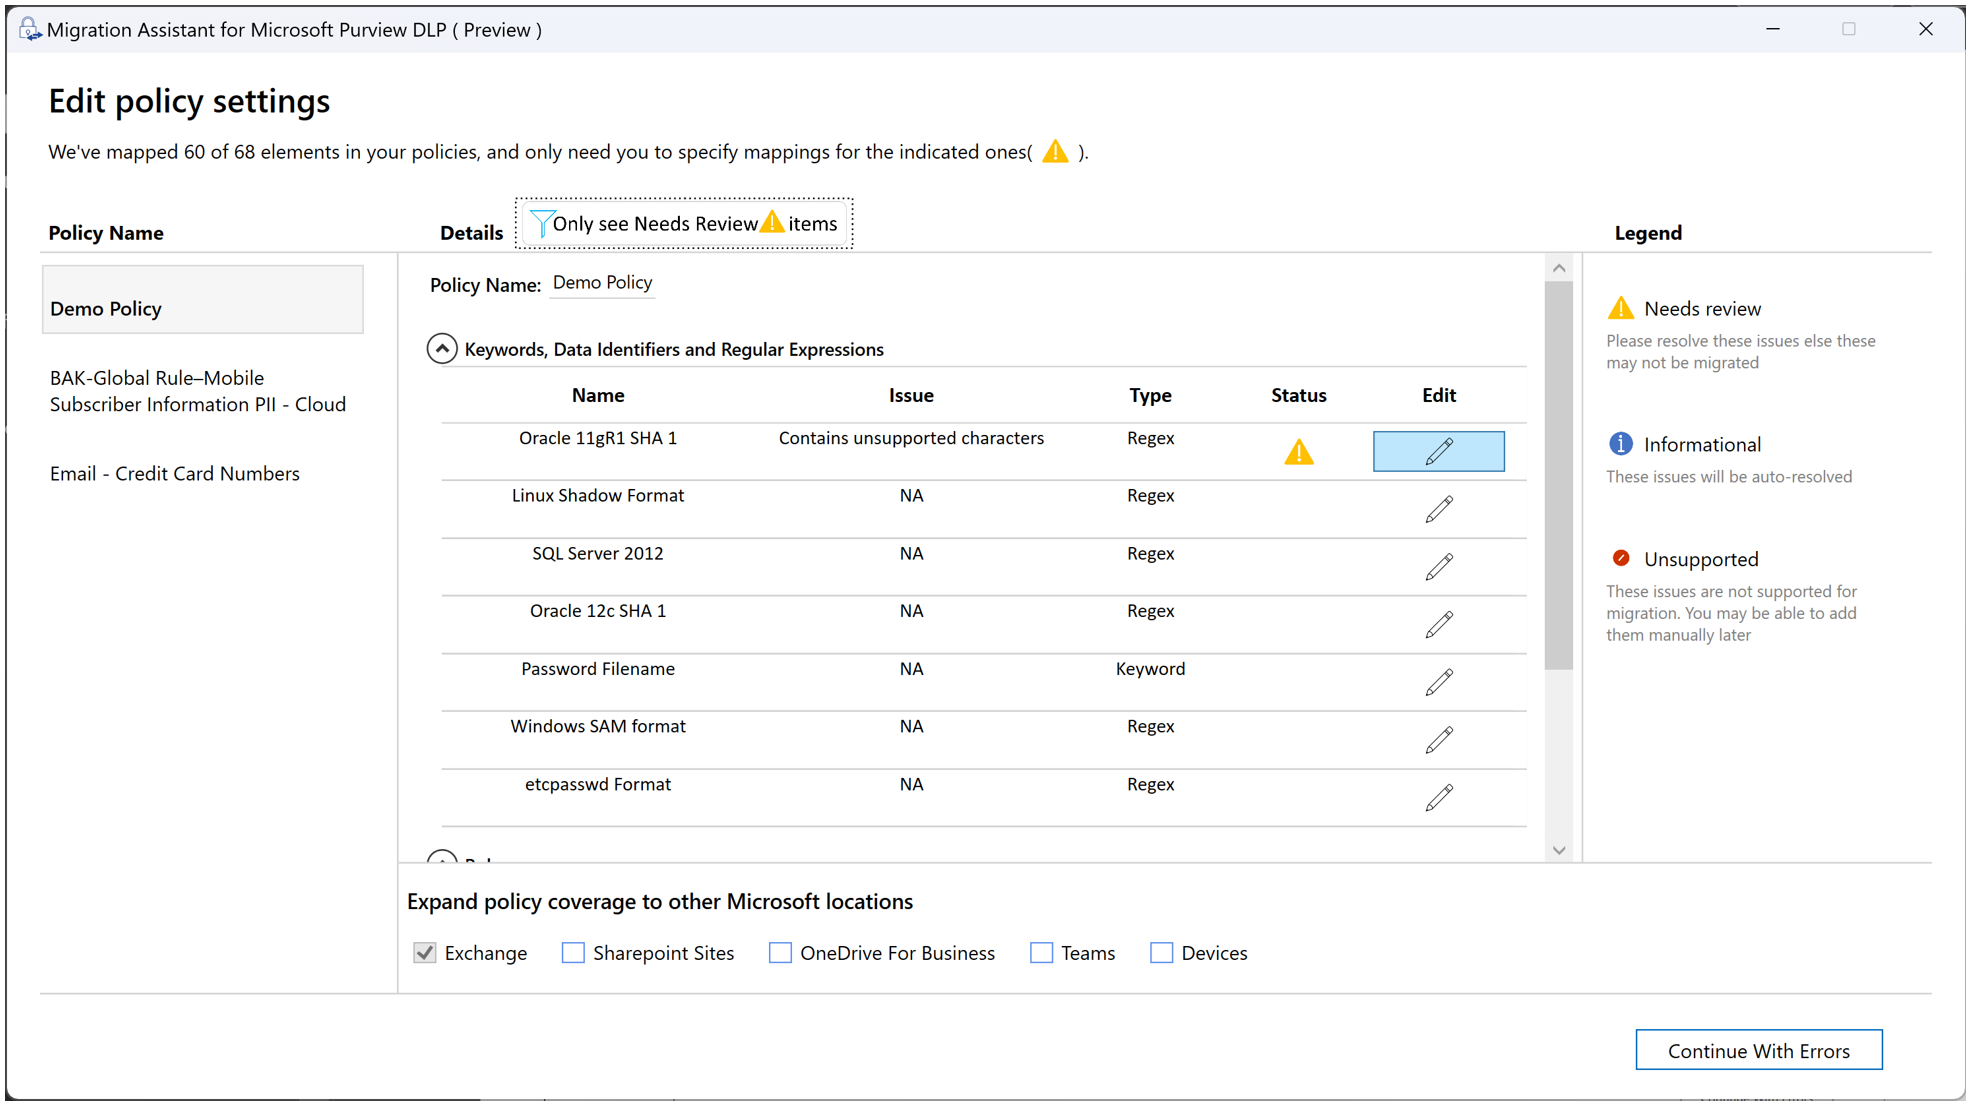 Migration Assistant for Microsoft Purview DLP ( Preview )
Edit policy settings
We've mapped 60 of 68 elements in your policies, and only need you to specify mappings for the indicated ones( ).
Policy Name
Details
Only see Needs Review items
Legend
Demo Policy
BAK-Global Rule–Mobile
Subscriber Information PII - Cloud
Email - Credit Card Numbers
Policy Name: Demo Policy
Keywords, Data Identifiers and Regular Expressions
Name Issue Type Status Edit
Oracle 11gR1 SHA 1 Contains unsupported characters Regex
Linux Shadow Format NA Regex
SQL Server 2012 NA Regex
Oracle 12c SHA 1 NA Regex
Password Filename NA Keyword
Windows SAM format NA Regex
etcpasswd Format NA Regex
Needs review
Please resolve these issues else these
may not be migrated
Informational
These issues will be auto-resolved
Unsupported
These issues are not supported for
migration. You may be able to add
them manually later
Expand policy coverage to other Microsoft locations
Exchange Sharepoint Sites OneDrive For Business Teams Devices
Continue With Errors